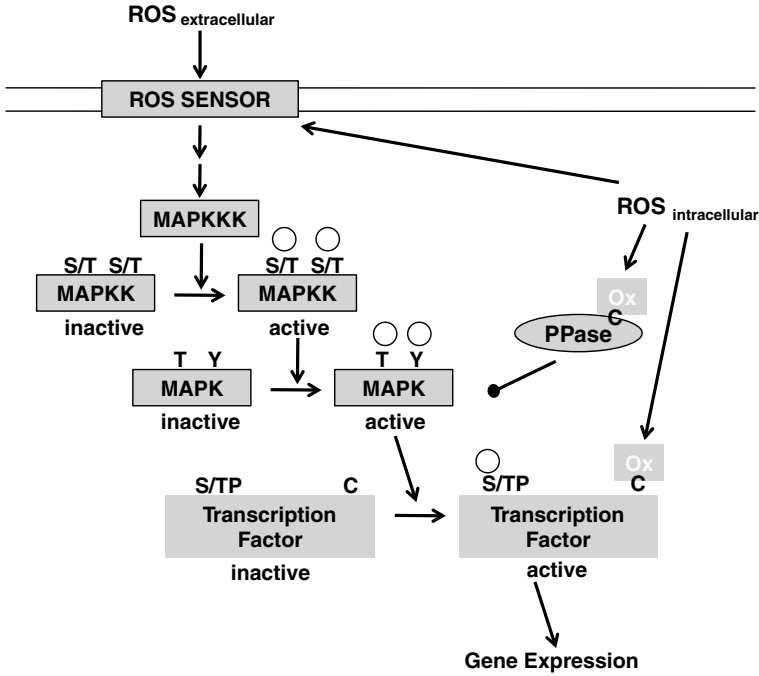 ROS extracellular
ROS SENSOR
ROS intracellular
MAPKKK
S/T S/T
MAPKK
inactive
S/T S/T
MAPKK
active
Ox
C
PPase
T Y
MAPK
inactive
T Y
MAPK
active
S/TP C
Transcription
Factor
inactive
Ox
S/TP C
Transcription
Factor
active
Gene Expression